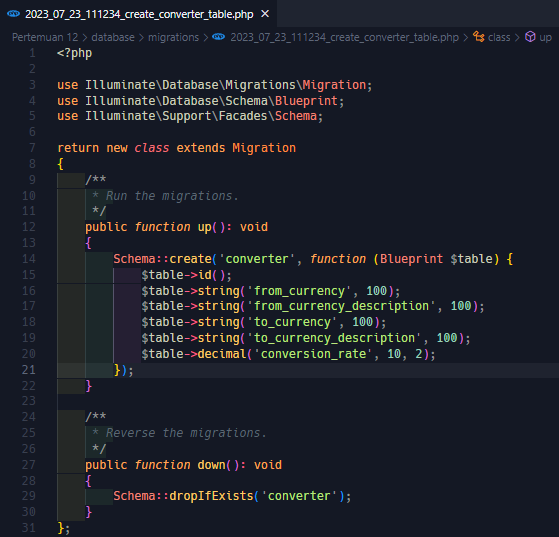 2023_07_23_111234_create_converter_table.php ×
Pertemuan 12 > database > migrations > 2023_07_23_111234_create_converter_table.php > class > up
1 <?php
2
3 use Illuminate\Database\Migrations\Migration;
4 use Illuminate\Database\Schema\Blueprint;
5 use Illuminate\Support\Facades\Schema;
6
7 return new class extends Migration
8 {
9     /**
10      * Run the migrations.
11      */
12     public function up(): void
13     {
14         Schema::create('converter', function (Blueprint $table) {
15             $table->id();
16             $table->string('from_currency', 100);
17             $table->string('from_currency_description', 100);
18             $table->string('to_currency', 100);
19             $table->string('to_currency_description', 100);
20             $table->decimal('conversion_rate', 10, 2);
21         });
22     }
23
24     /**
25      * Reverse the migrations.
26      */
27     public function down(): void
28     {
29         Schema::dropIfExists('converter');
30     }
31 };